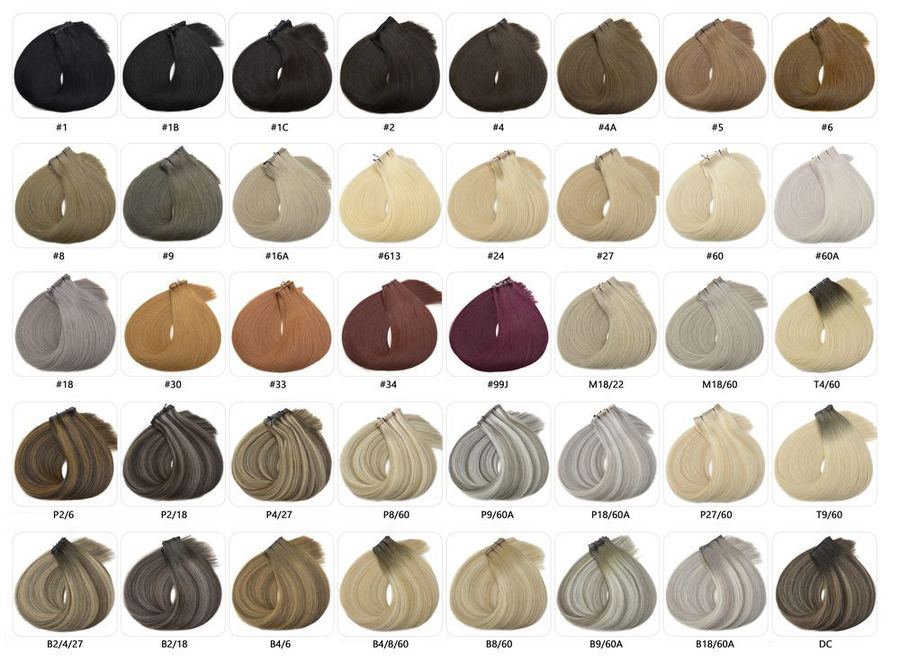 #1 #1B #1C #2 #4 #4A #5 #6
#8 #9 #16A #613 #24 #27 #60 #60A
#18 #30 #33 #34 #99J M18/22 M18/60 T4/60
P2/6 P2/18 P4/27 P8/60 P9/60A P18/60A P27/60 T9/60
B2/4/27 B2/18 B4/6 B4/8/60 B8/60 B9/60A B18/60A DC